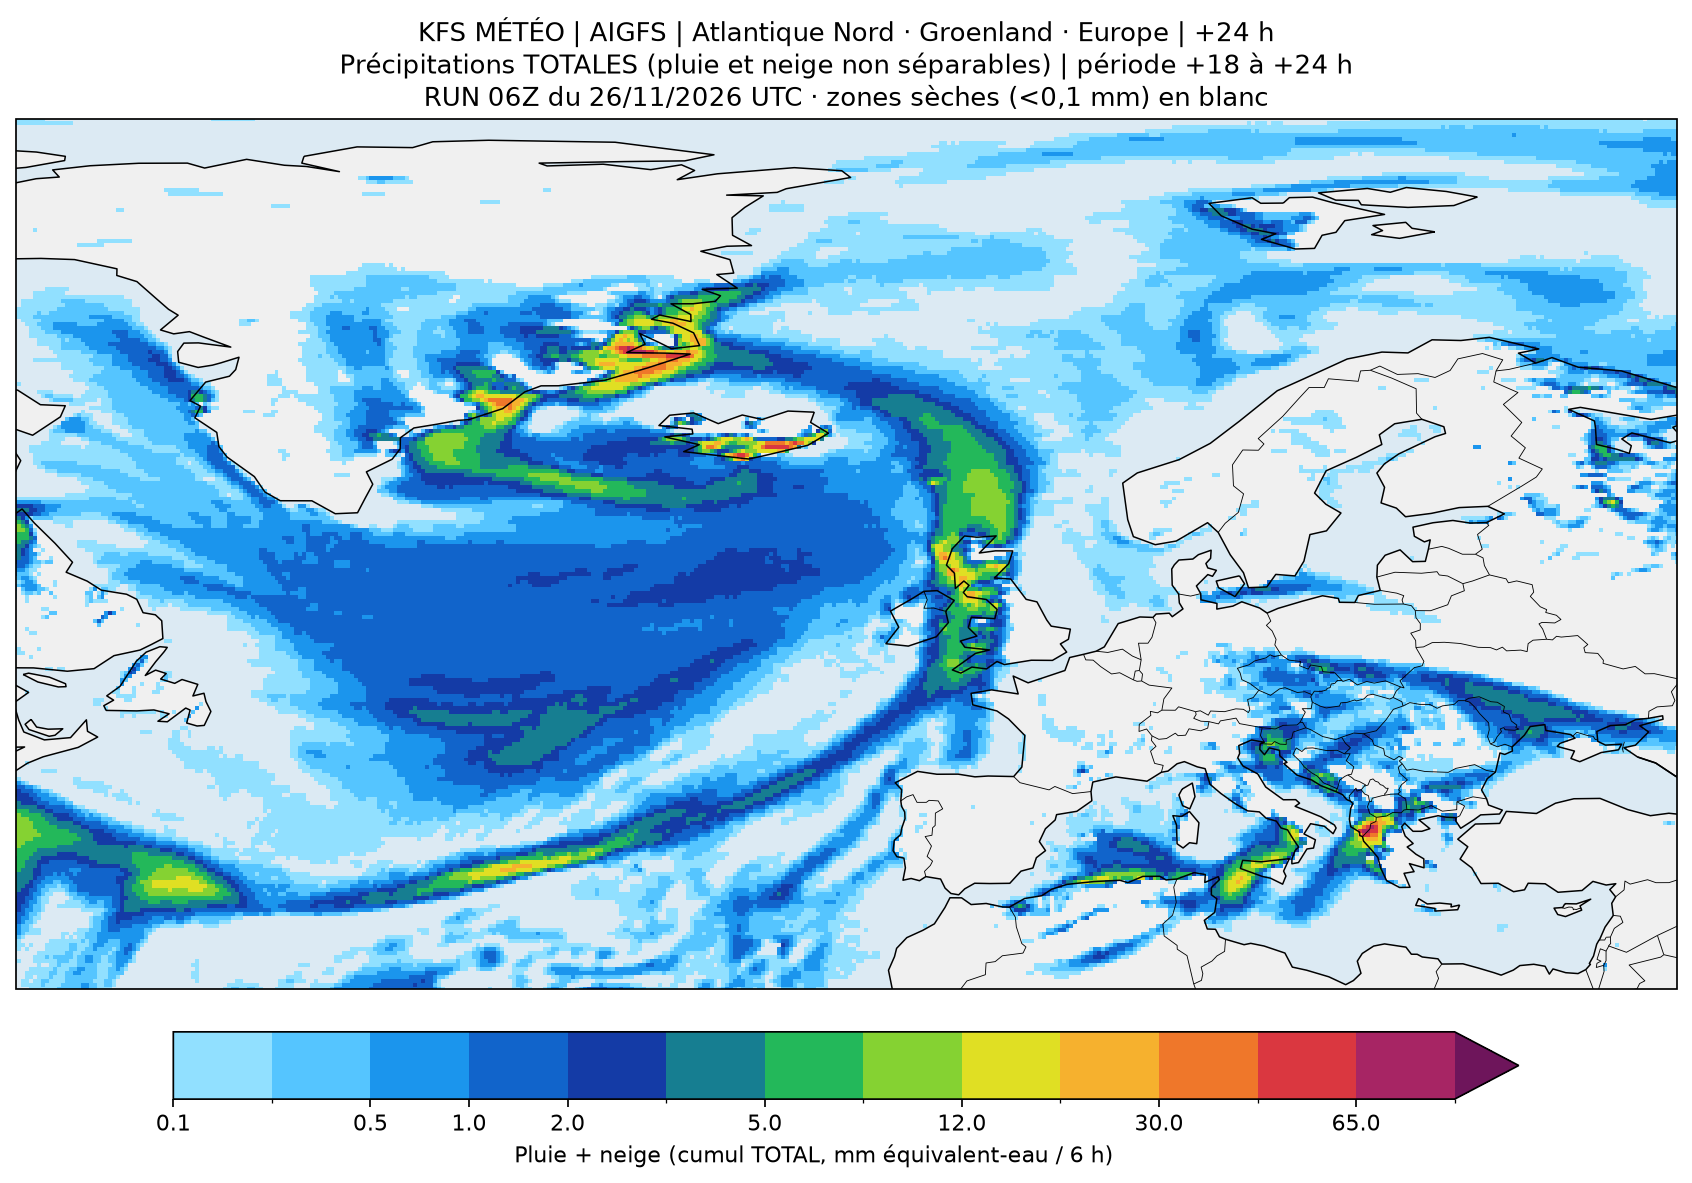 KFS MÉTÉO | AIGFS | Atlantique Nord · Groenland · Europe | +24 h
Précipitations TOTALES (pluie et neige non séparables) | période +18 à +24 h
RUN 06Z du 26/11/2026 UTC · zones sèches (<0,1 mm) en blanc
0.1 0.5 1.0 2.0 5.0 12.0 30.0 65.0
Pluie + neige (cumul TOTAL, mm équivalent-eau / 6 h)